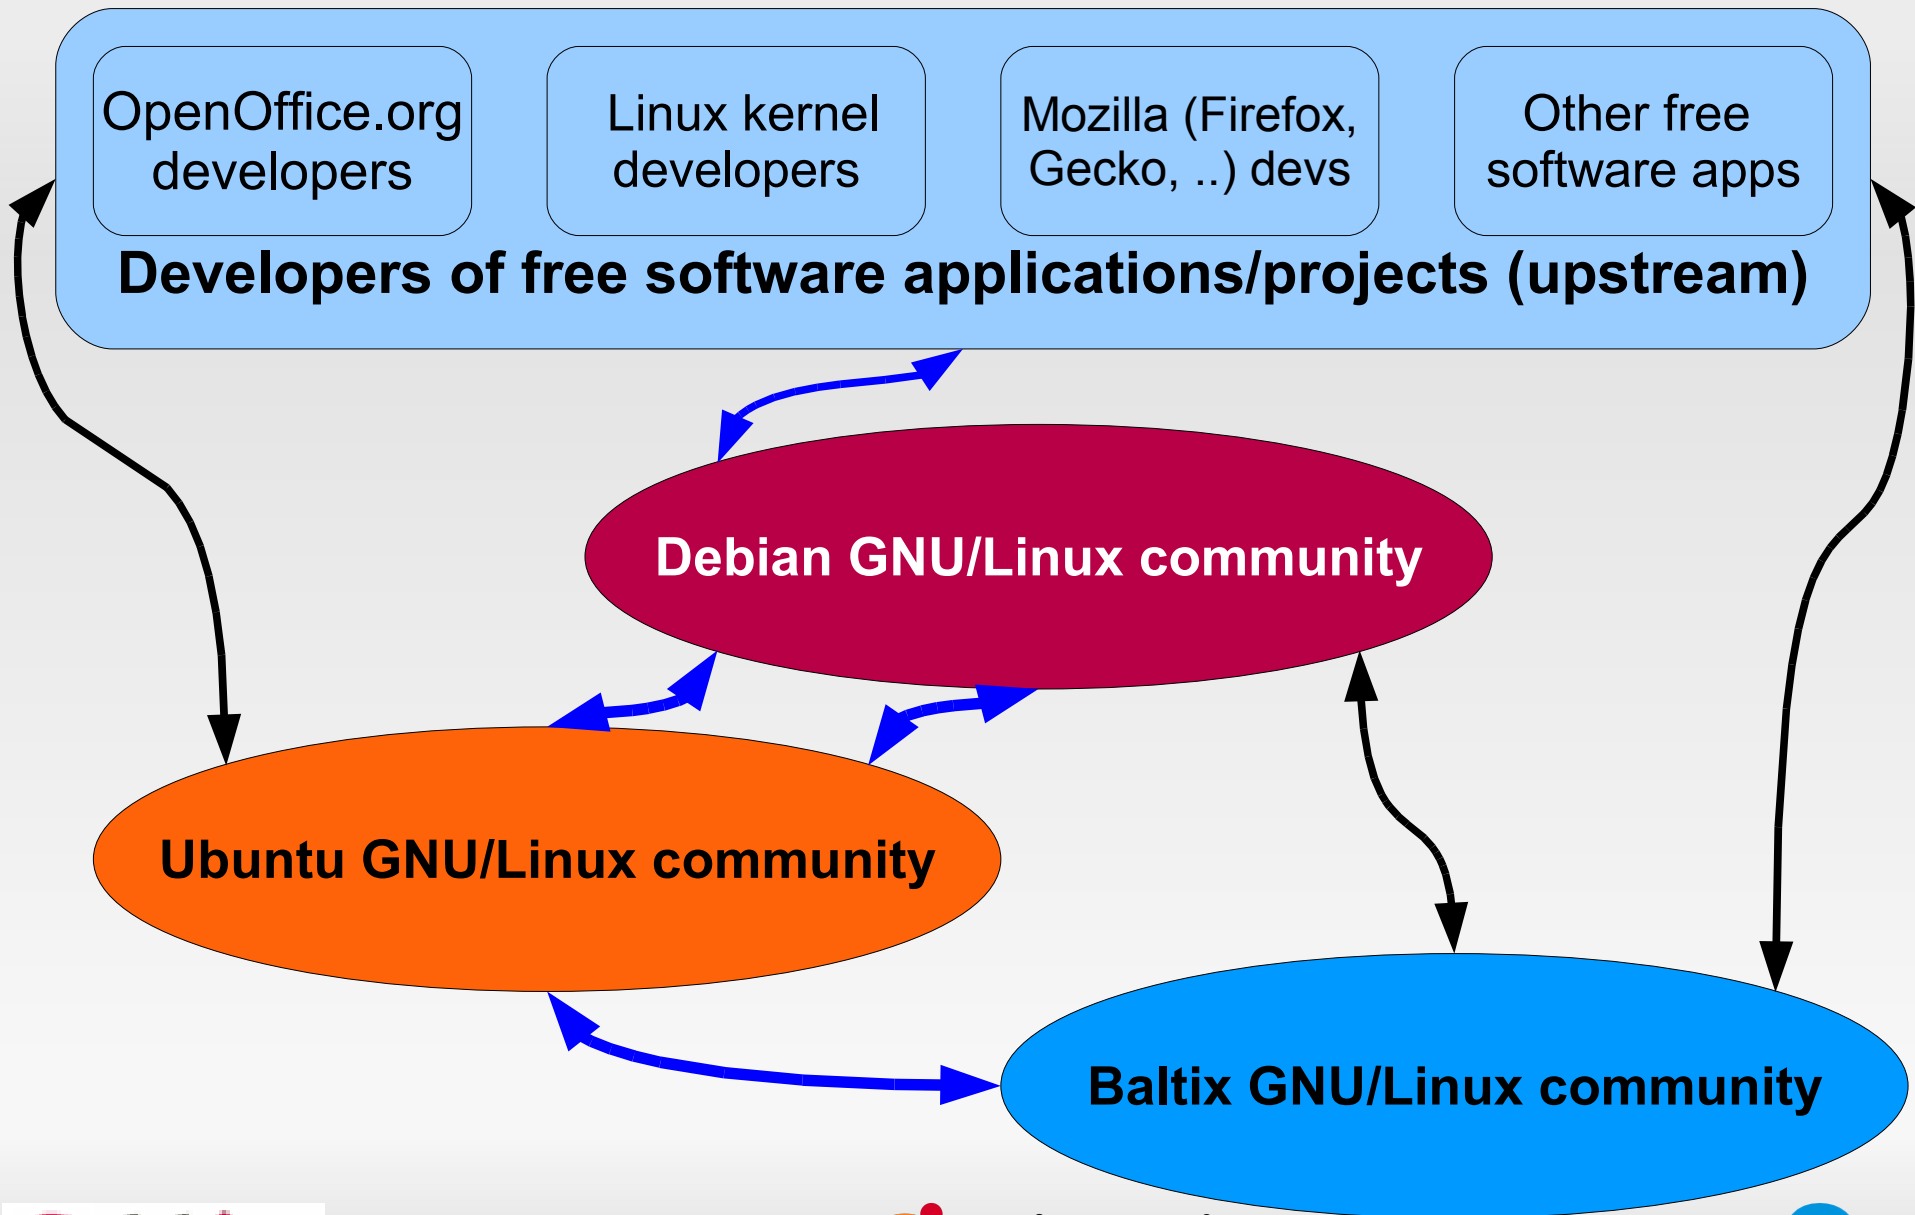 OpenOffice.org
developers
Linux kernel
developers
Mozilla (Firefox,
Gecko, ..) devs
Other free
software apps
Developers of free software applications/projects (upstream)
Debian GNU/Linux community
Ubuntu GNU/Linux community
Baltix GNU/Linux community